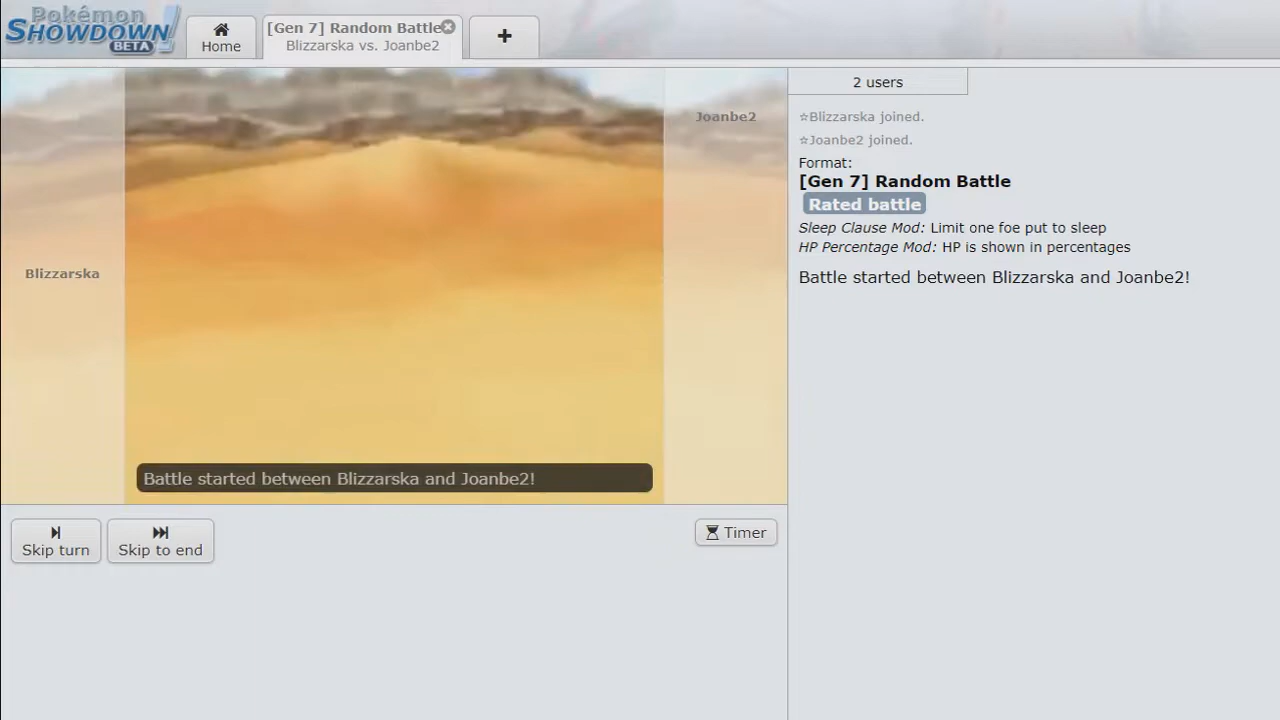 Pokémon
SHOWDOWN!
BETA
Home
[Gen 7] Random Battle
Blizzarska vs. Joanbe2
+
2 users
Joanbe2
Blizzarska
☆Blizzarska joined.
☆Joanbe2 joined.
Format:
[Gen 7] Random Battle
Rated battle
Sleep Clause Mod: Limit one foe put to sleep
HP Percentage Mod: HP is shown in percentages
Battle started between Blizzarska and Joanbe2!
Battle started between Blizzarska and Joanbe2!
Skip turn
Skip to end
Timer